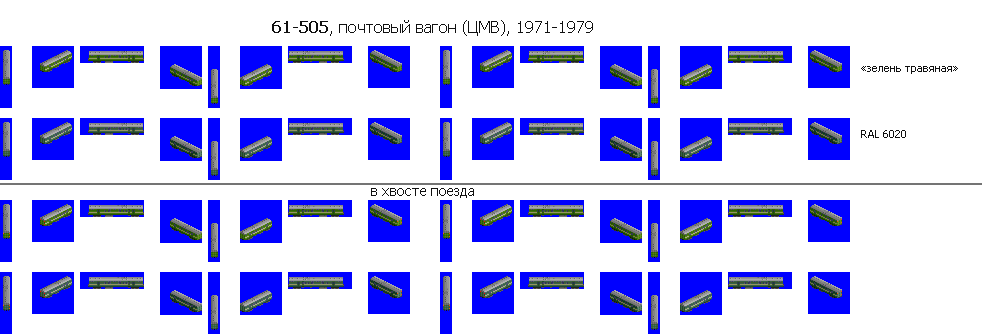 61-505, почтовый вагон (ЦМВ), 1971-1979
«зелень травяная»
RAL 6020
в хвосте поезда